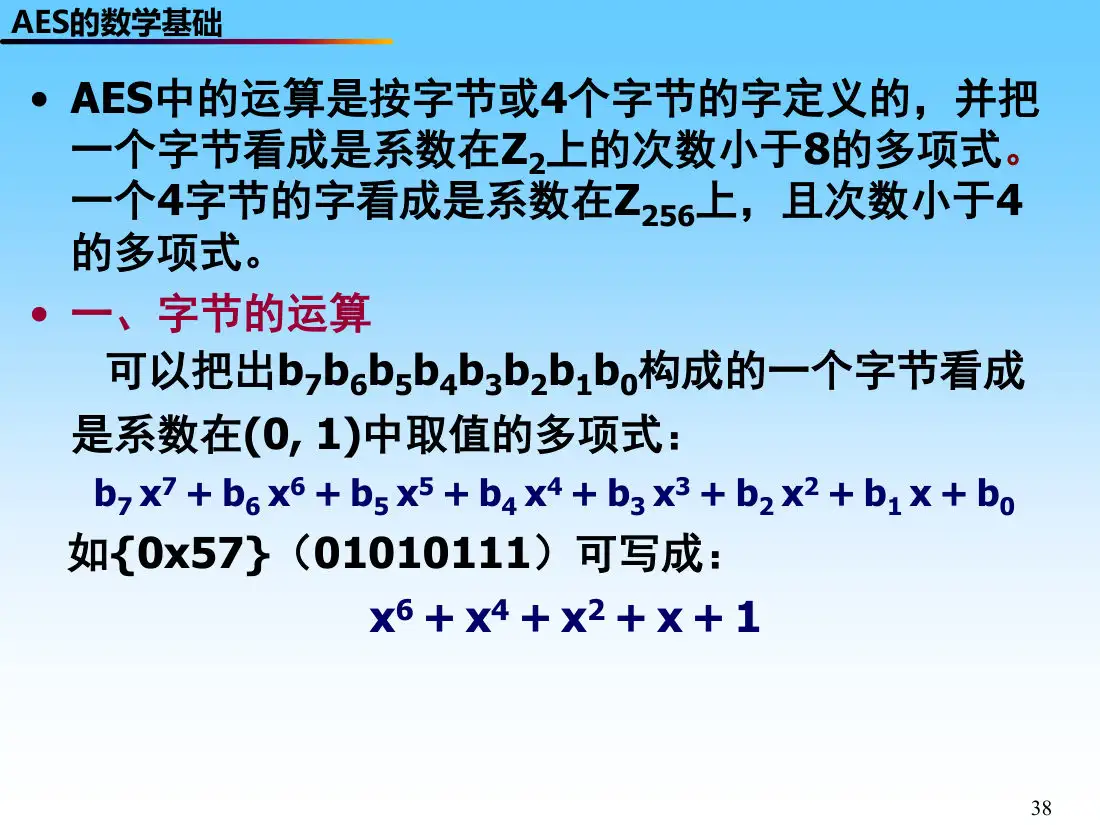 AES的数学基础
• AES中的运算是按字节或4个字节的字定义的，并把
一个字节看成是系数在Z₂上的次数小于8的多项式。
一个4字节的字看成是系数在Z₂₅₆上，且次数小于4
的多项式。
• 一、字节的运算
可以把出b₇b₆b₅b₄b₃b₂b₁b₀构成的一个字节看成
是系数在(0, 1)中取值的多项式：
b₇ x⁷ + b₆ x⁶ + b₅ x⁵ + b₄ x⁴ + b₃ x³ + b₂ x² + b₁ x + b₀
如{0x57}（01010111）可写成：
x⁶ + x⁴ + x² + x + 1
38